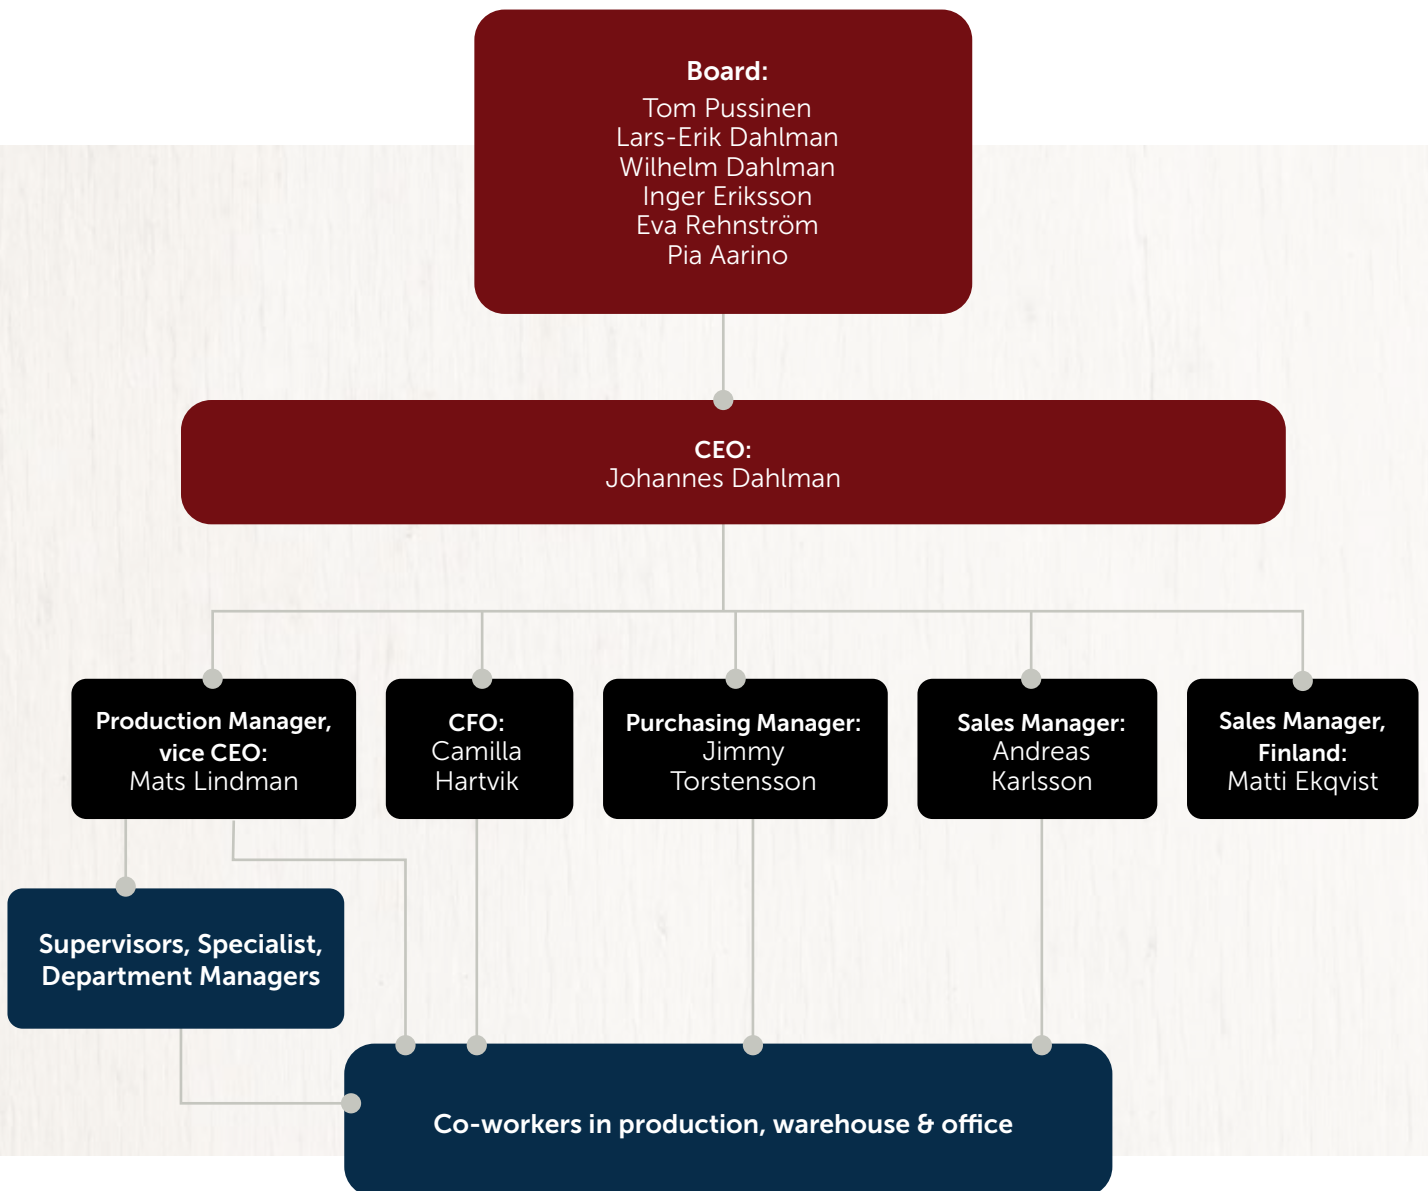 Board:
Tom Pussinen
Lars-Erik Dahlman
Wilhelm Dahlman
Inger Eriksson
Eva Rehnström
Pia Aarino
CEO:
Johannes Dahlman
Production Manager,
vice CEO:
Mats Lindman
CFO:
Camilla
Hartvik
Purchasing Manager:
Jimmy
Torstensson
Sales Manager:
Andreas
Karlsson
Sales Manager,
Finland:
Matti Ekqvist
Supervisors, Specialist,
Department Managers
Co-workers in production, warehouse & office